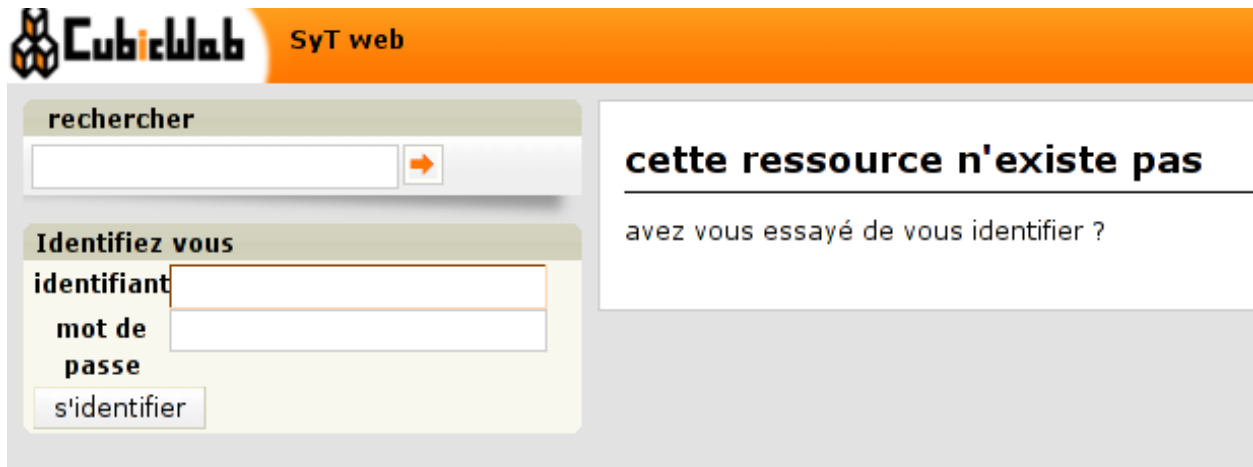 CubicWeb
SyT web
rechercher
Identifiez vous
identifiant
mot de
passe
s'identifier
cette ressource n'existe pas
avez vous essayé de vous identifier ?